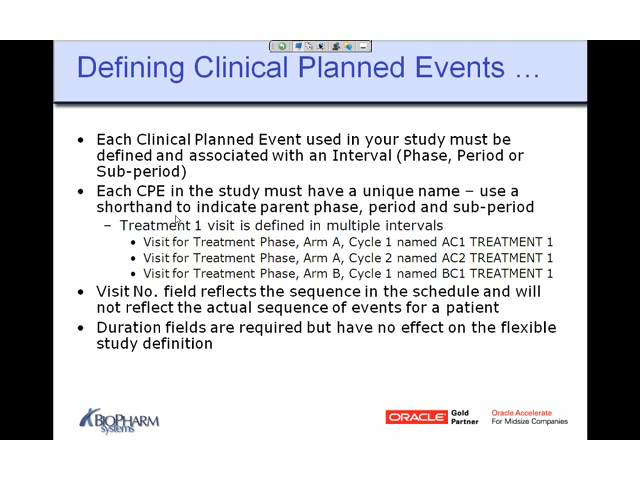 Defining Clinical Planned Events …
• Each Clinical Planned Event used in your study must be
defined and associated with an Interval (Phase, Period or
Sub-period)
• Each CPE in the study must have a unique name – use a
shorthand to indicate parent phase, period and sub-period
– Treatment 1 visit is defined in multiple intervals
• Visit for Treatment Phase, Arm A, Cycle 1 named AC1 TREATMENT 1
• Visit for Treatment Phase, Arm A, Cycle 2 named AC2 TREATMENT 1
• Visit for Treatment Phase, Arm B, Cycle 1 named BC1 TREATMENT 1
• Visit No. field reflects the sequence in the schedule and will
not reflect the actual sequence of events for a patient
• Duration fields are required but have no effect on the flexible
study definition
BIOPHARM
systems
ORACLE
Gold
Partner
Oracle Accelerate
For Midsize Companies